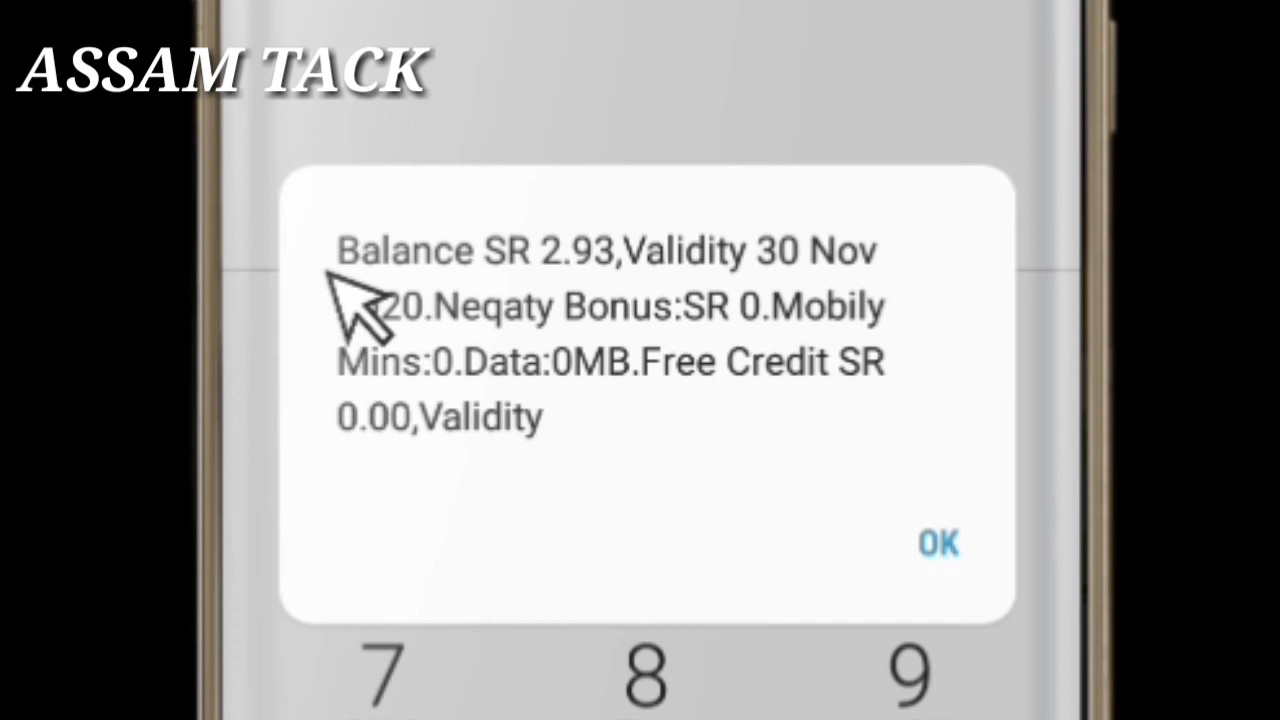 ASSAM TACK
Balance SR 2.93,Validity 30 Nov
20.Neqaty Bonus:SR 0.Mobily
Mins:0.Data:0MB.Free Credit SR
0.00,Validity
OK
7 8 9